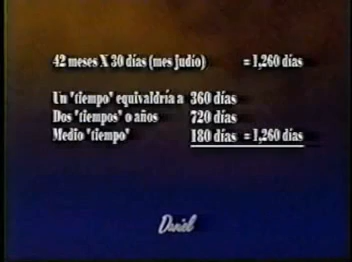 42 meses X 30 días (mes judío) = 1,260 días
Un "tiempo" equivaldría a 360 días
Dos "tiempos" o años 720 días
Medio "tiempo" 180 días = 1,260 días
Daniel